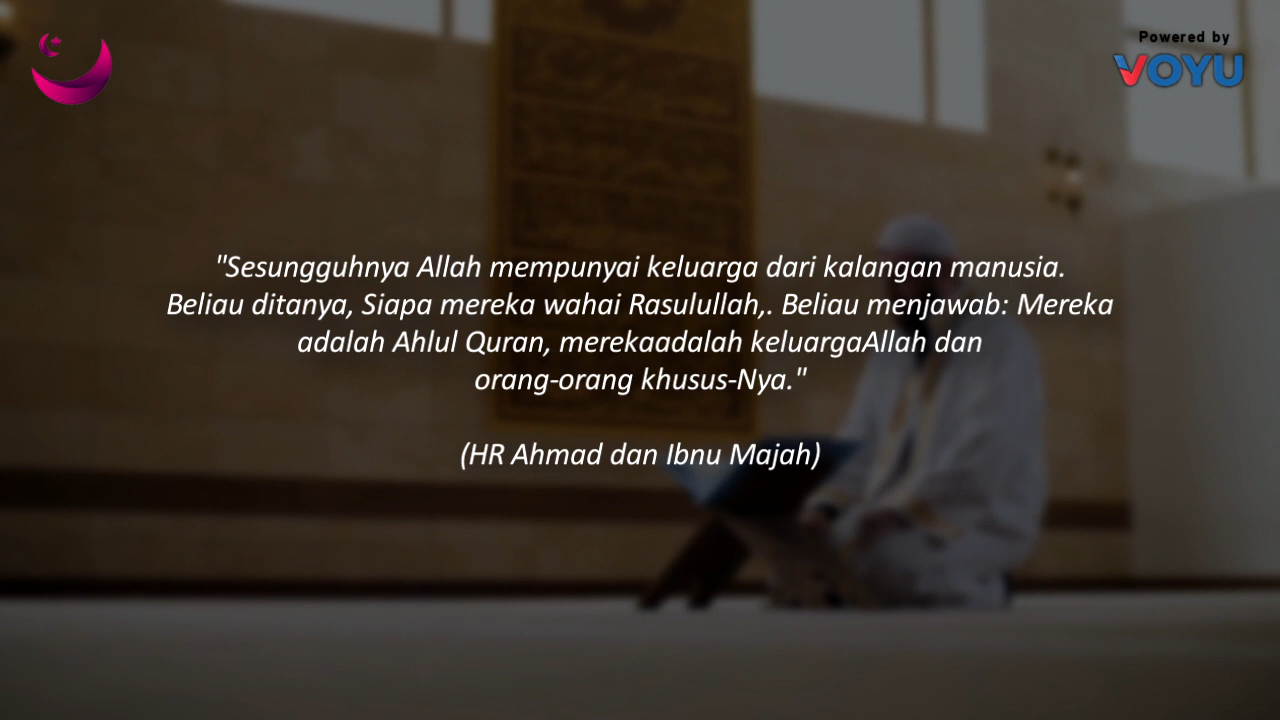 Powered by
VOYU
"Sesungguhnya Allah mempunyai keluarga dari kalangan manusia.
Beliau ditanya, Siapa mereka wahai Rasulullah,. Beliau menjawab: Mereka
adalah Ahlul Quran, merekaadalah keluargaAllah dan
orang-orang khusus-Nya."
(HR Ahmad dan Ibnu Majah)